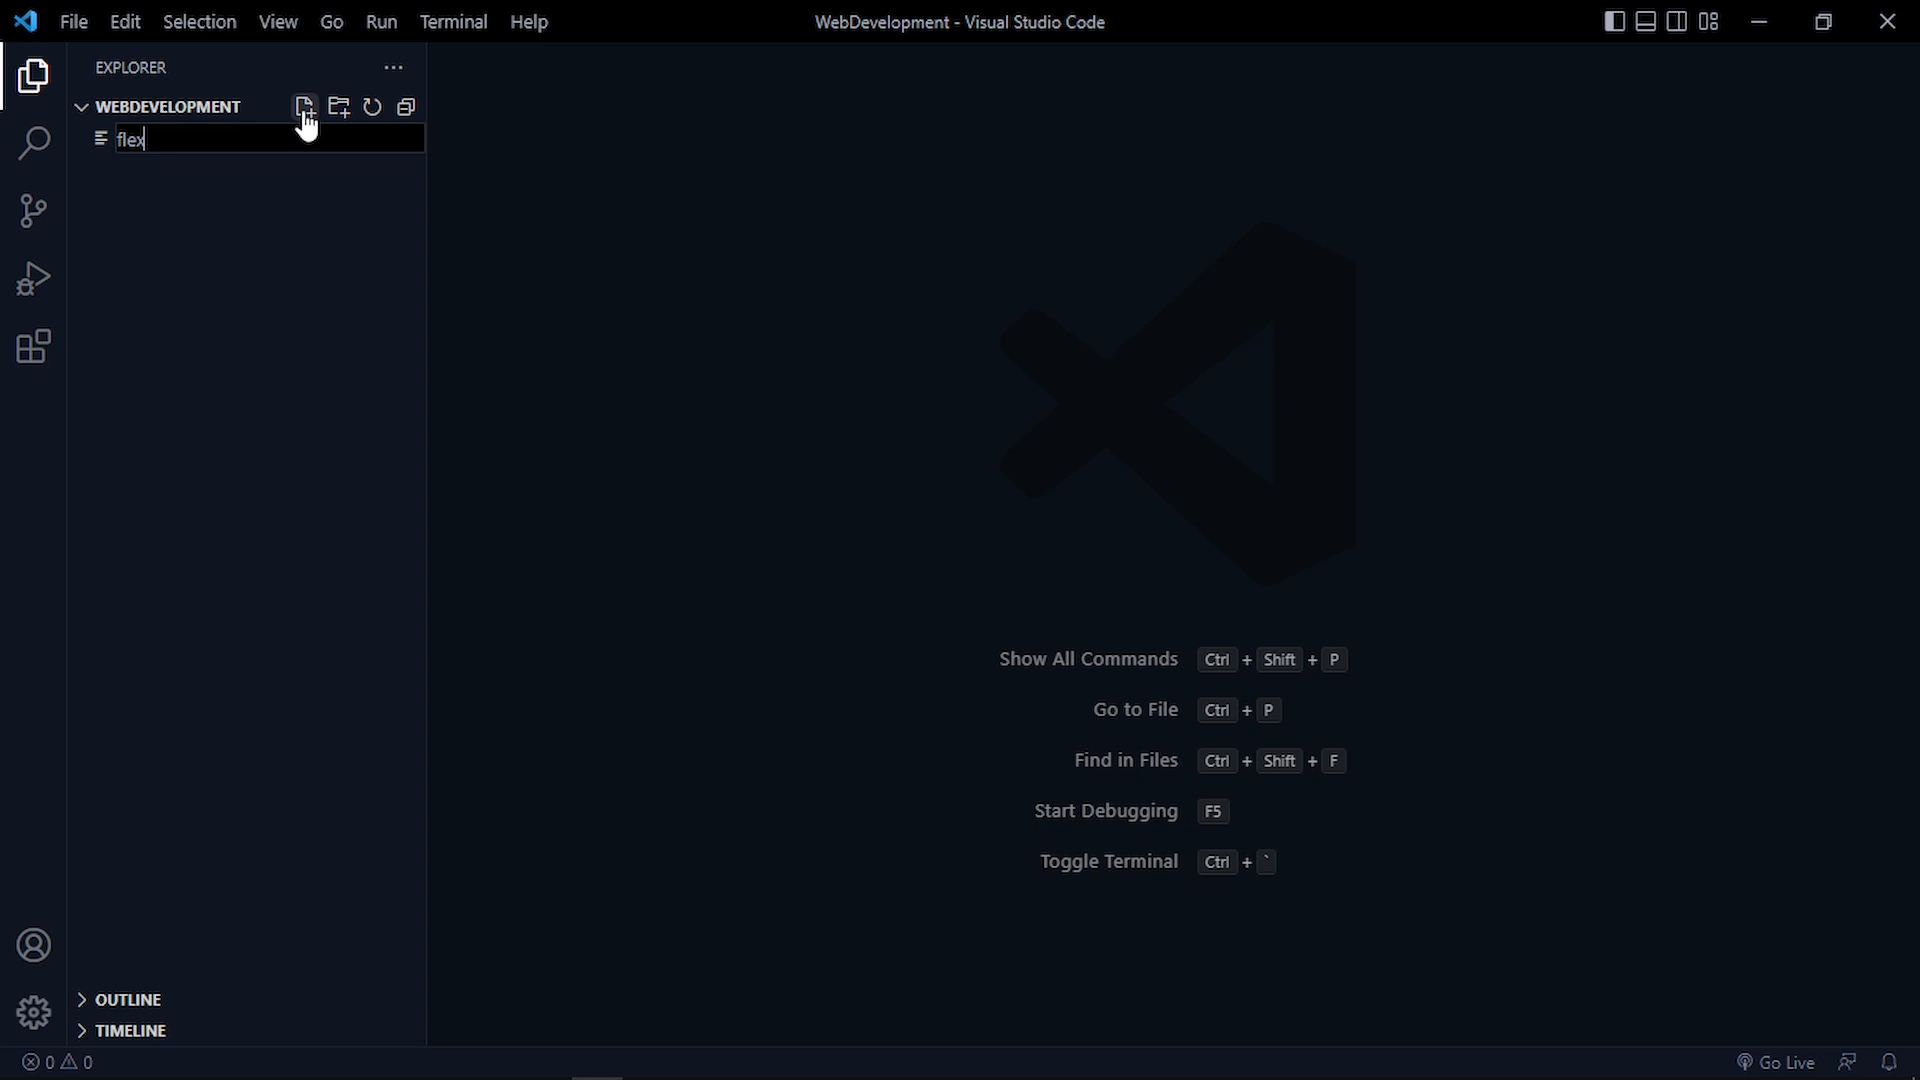 File Edit Selection View Go Run Terminal Help
WebDevelopment - Visual Studio Code
EXPLORER
WEBDEVELOPMENT
flex
Show All Commands Ctrl + Shift + P
Go to File Ctrl + P
Find in Files Ctrl + Shift + F
Start Debugging F5
Toggle Terminal Ctrl + `
OUTLINE
TIMELINE
0 0
Go Live